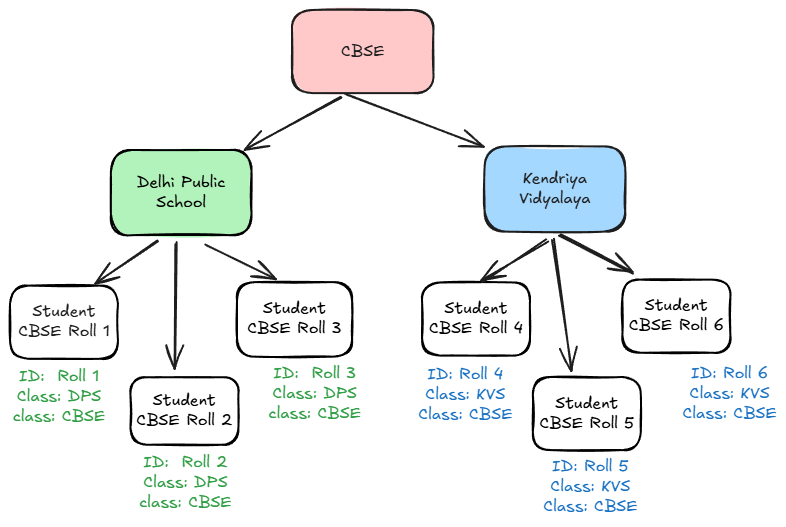 CBSE
Delhi Public
School
Kendriya
Vidyalaya
Student
CBSE Roll 1
ID: Roll 1
Class: DPS
class: CBSE
Student
CBSE Roll 2
ID: Roll 2
Class: DPS
class: CBSE
Student
CBSE Roll 3
ID: Roll 3
Class: DPS
class: CBSE
Student
CBSE Roll 4
ID: Roll 4
Class: KVS
Class: CBSE
Student
CBSE Roll 5
ID: Roll 5
Class: KVS
Class: CBSE
Student
CBSE Roll 6
ID: Roll 6
Class: KVS
Class: CBSE